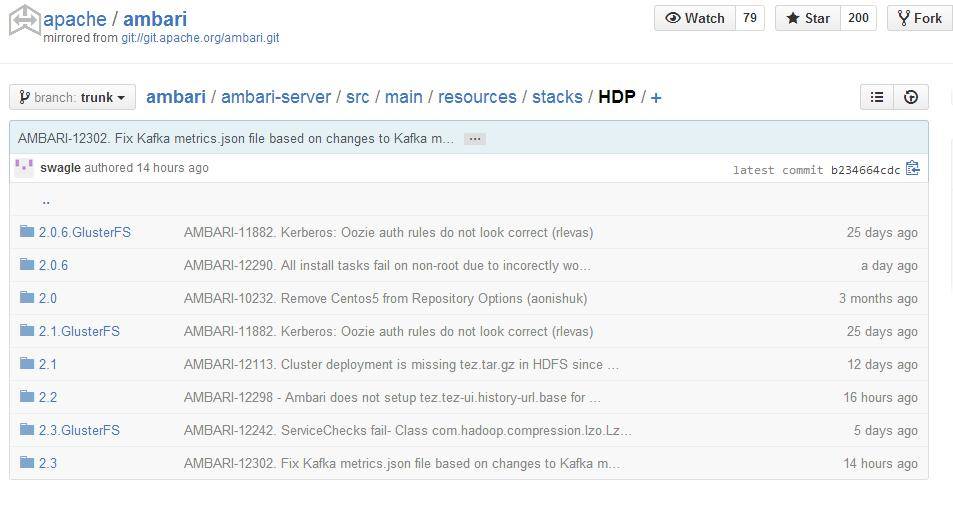 apache / ambari
mirrored from git://git.apache.org/ambari.git
Watch 79 Star 200 Fork
branch: trunk ambari / ambari-server / src / main / resources / stacks / HDP / +
AMBARI-12302. Fix Kafka metrics.json file based on changes to Kafka m… …
swagle authored 14 hours ago latest commit b234664cdc
..
2.0.6.GlusterFS AMBARI-11882. Kerberos: Oozie auth rules do not look correct (rlevas) 25 days ago
2.0.6 AMBARI-12290. All install tasks fail on non-root due to incorectly wo… a day ago
2.0 AMBARI-10232. Remove Centos5 from Repository Options (aonishuk) 3 months ago
2.1.GlusterFS AMBARI-11882. Kerberos: Oozie auth rules do not look correct (rlevas) 25 days ago
2.1 AMBARI-12113. Cluster deployment is missing tez.tar.gz in HDFS since … 12 days ago
2.2 AMBARI-12298 - Ambari does not setup tez.tez-ui.history-url.base for … 16 hours ago
2.3.GlusterFS AMBARI-12242. ServiceChecks fail- Class com.hadoop.compression.lzo.Lz… 5 days ago
2.3 AMBARI-12302. Fix Kafka metrics.json file based on changes to Kafka m… 14 hours ago